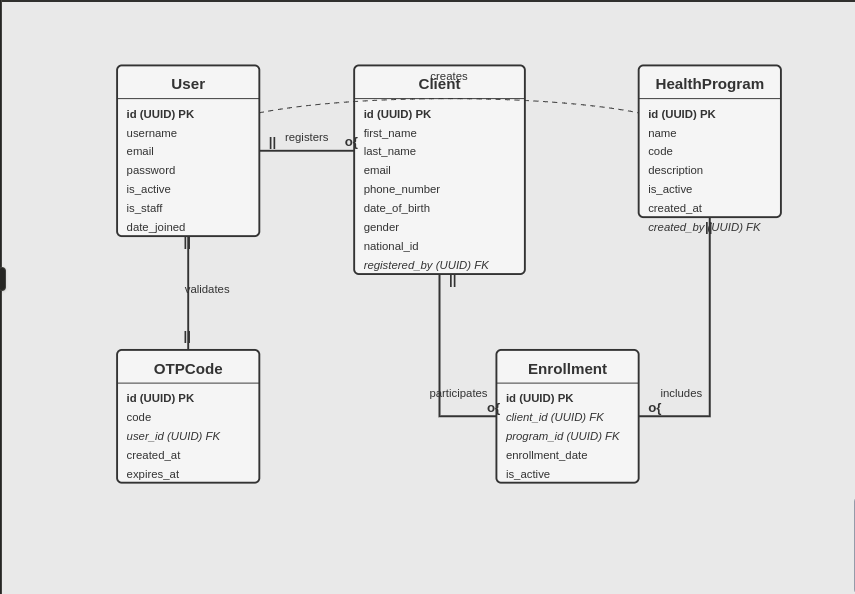 User
id (UUID) PK
username
email
password
is_active
is_staff
date_joined
||
registers
o{
creates
Client
id (UUID) PK
first_name
last_name
email
phone_number
date_of_birth
gender
national_id
registered_by (UUID) FK
HealthProgram
id (UUID) PK
name
code
description
is_active
created_at
created_by (UUID) FK
||
||
validates
||
||
participates
o{
includes
o{
OTPCode
id (UUID) PK
code
user_id (UUID) FK
created_at
expires_at
Enrollment
id (UUID) PK
client_id (UUID) FK
program_id (UUID) FK
enrollment_date
is_active